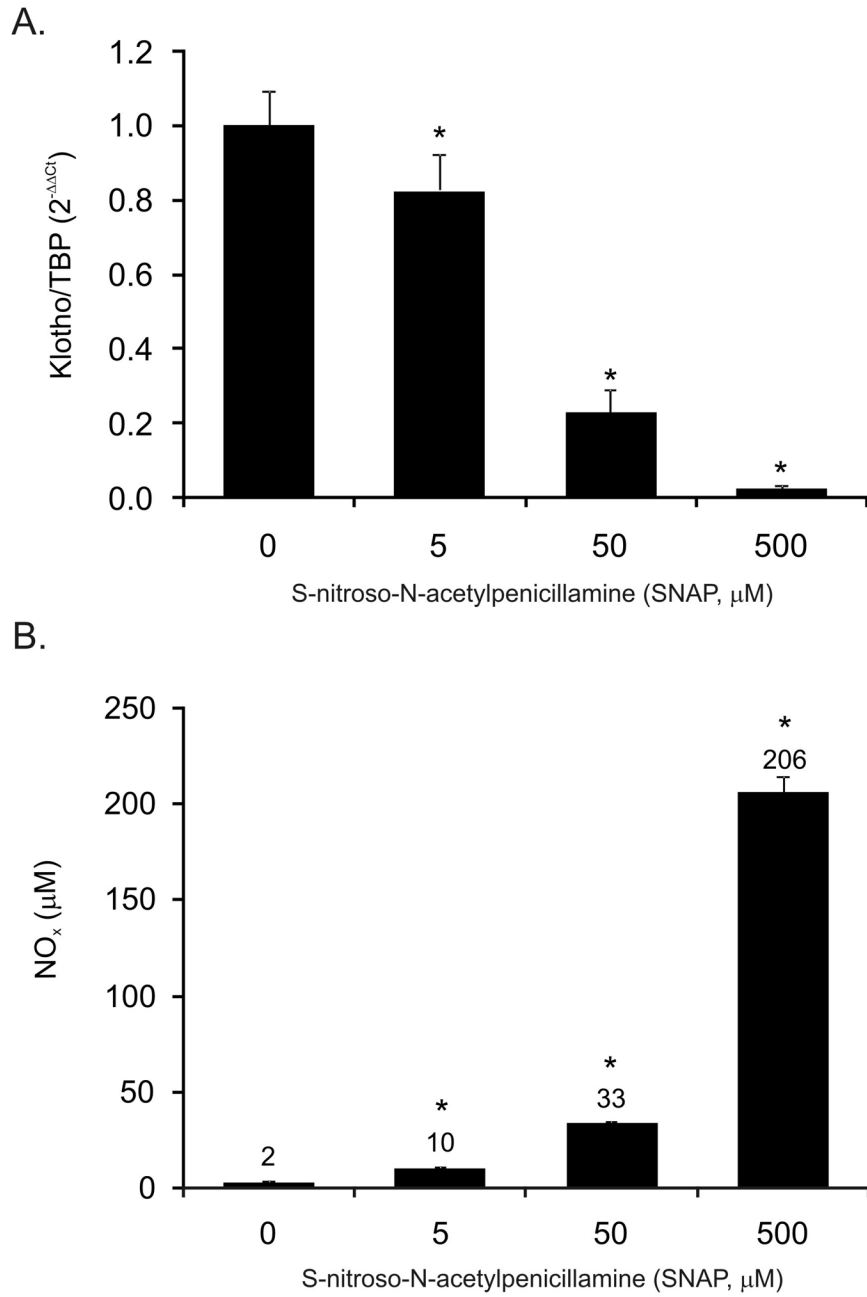 A.
1.2
1.0
0.8
0.6
0.4
0.2
0.0
Klotho/TBP (2-ΔΔCt)
*
*
*
0 5 50 500
S-nitroso-N-acetylpenicillamine (SNAP, μM)
B.
250
200
150
100
50
0
NOx (μM)
2
*
10
*
33
*
206
0 5 50 500
S-nitroso-N-acetylpenicillamine (SNAP, μM)